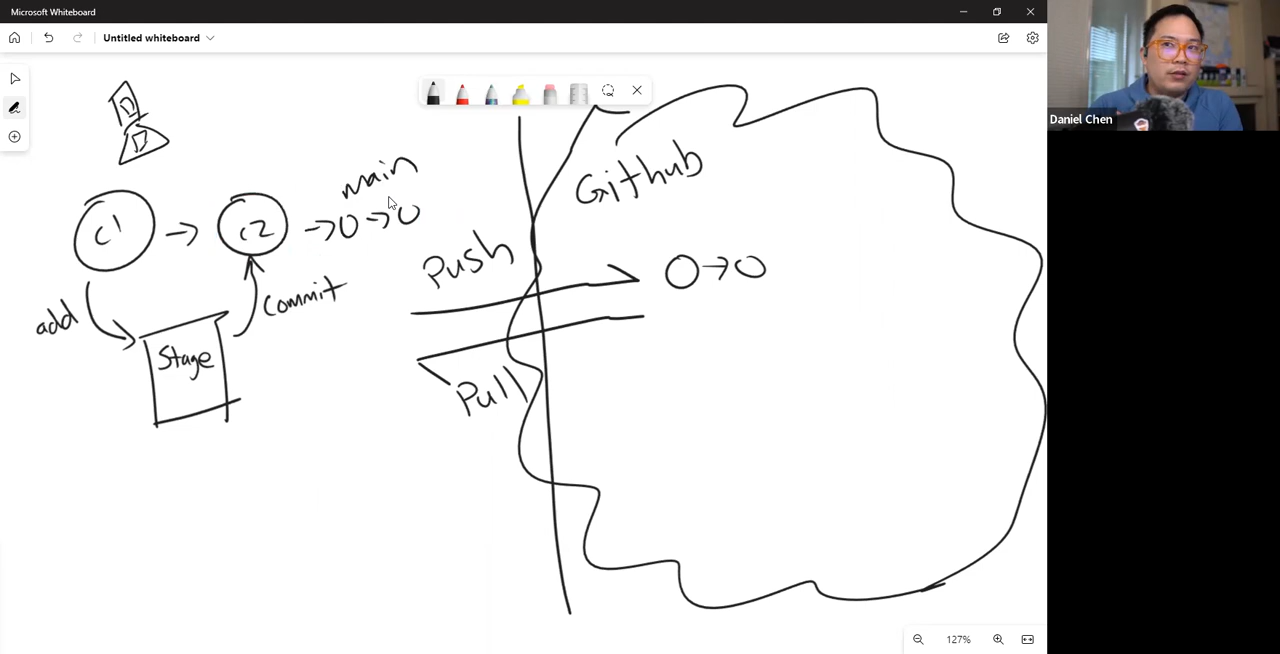 Microsoft Whiteboard
Untitled whiteboard
Daniel Chen
main
Github
C1 → C2 → O → O
Push
O → O
add
commit
Stage
Pull
127%